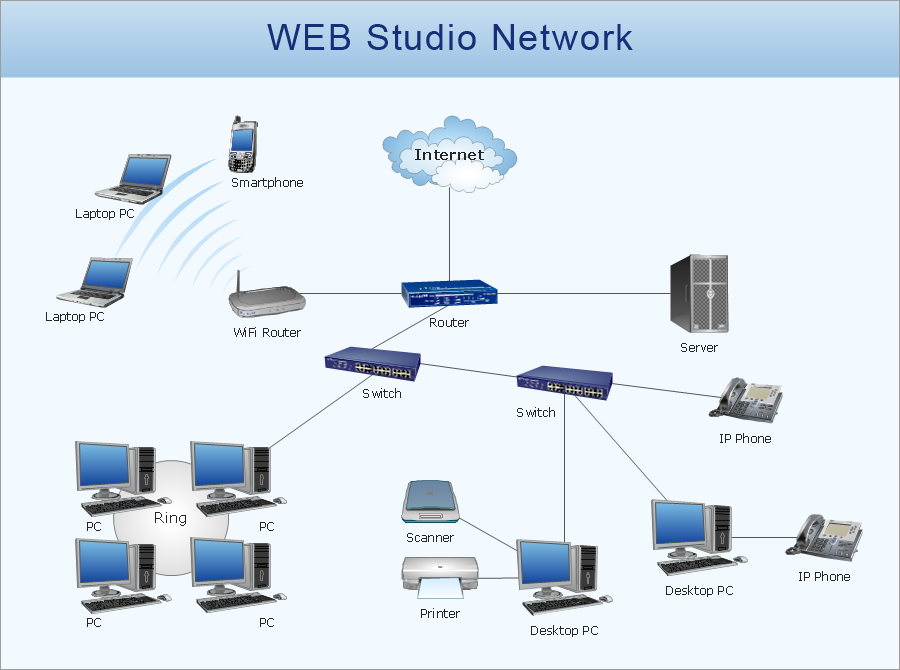 WEB Studio Network
Internet
Smartphone
Laptop PC
Laptop PC
WiFi Router
Router
Server
Switch
Switch
IP Phone
Ring
PC
PC
PC
PC
Scanner
Printer
Desktop PC
Desktop PC
IP Phone